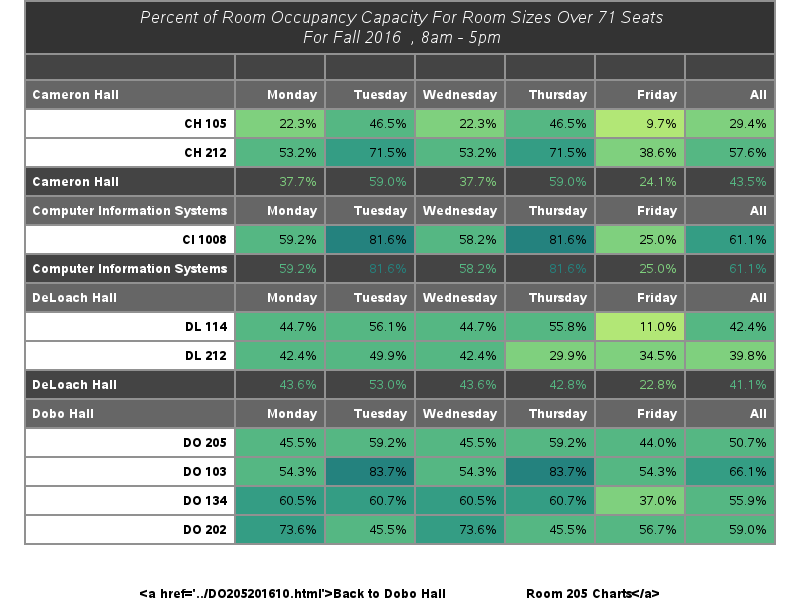 Percent of Room Occupancy Capacity For Room Sizes Over 71 Seats
For Fall 2016 , 8am - 5pm
Cameron Hall Monday Tuesday Wednesday Thursday Friday All
CH 105 22.3% 46.5% 22.3% 46.5% 9.7% 29.4%
CH 212 53.2% 71.5% 53.2% 71.5% 38.6% 57.6%
Cameron Hall 37.7% 59.0% 37.7% 59.0% 24.1% 43.5%
Computer Information Systems Monday Tuesday Wednesday Thursday Friday All
CI 1008 59.2% 81.6% 58.2% 81.6% 25.0% 61.1%
Computer Information Systems 59.2% 81.6% 58.2% 81.6% 25.0% 61.1%
DeLoach Hall Monday Tuesday Wednesday Thursday Friday All
DL 114 44.7% 56.1% 44.7% 55.8% 11.0% 42.4%
DL 212 42.4% 49.9% 42.4% 29.9% 34.5% 39.8%
DeLoach Hall 43.6% 53.0% 43.6% 42.8% 22.8% 41.1%
Dobo Hall Monday Tuesday Wednesday Thursday Friday All
DO 205 45.5% 59.2% 45.5% 59.2% 44.0% 50.7%
DO 103 54.3% 83.7% 54.3% 83.7% 54.3% 66.1%
DO 134 60.5% 60.7% 60.5% 60.7% 37.0% 55.9%
DO 202 73.6% 45.5% 73.6% 45.5% 56.7% 59.0%
<a href='../DO205201610.html'>Back to Dobo Hall Room 205 Charts</a>